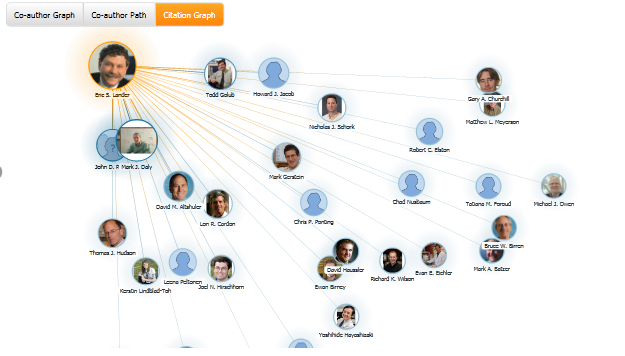 Co-author Graph
Co-author Path
Citation Graph
Eric S. Lander
Todd Golub
Howard J. Jacob
Gary A. Churchill
Matthew L. Meyerson
Nicholas J. Schork
Robert C. Elston
John D. R
Mark J. Daly
Mark Gerstein
David M. Altshuler
Chad Nusbaum
Tatiana M. Foroud
Michael J. Owen
Lon R. Cardon
Chris P. Ponting
Thomas J. Hudson
Bruce W. Birren
David Haussler
Mark A. Batzer
Richard K. Wilson
Evan E. Eichler
Leena Peltonen
Kerstin Lindblad-Toh
Joel N. Hirschhorn
Ewan Birney
Yoshihide Hayashizaki